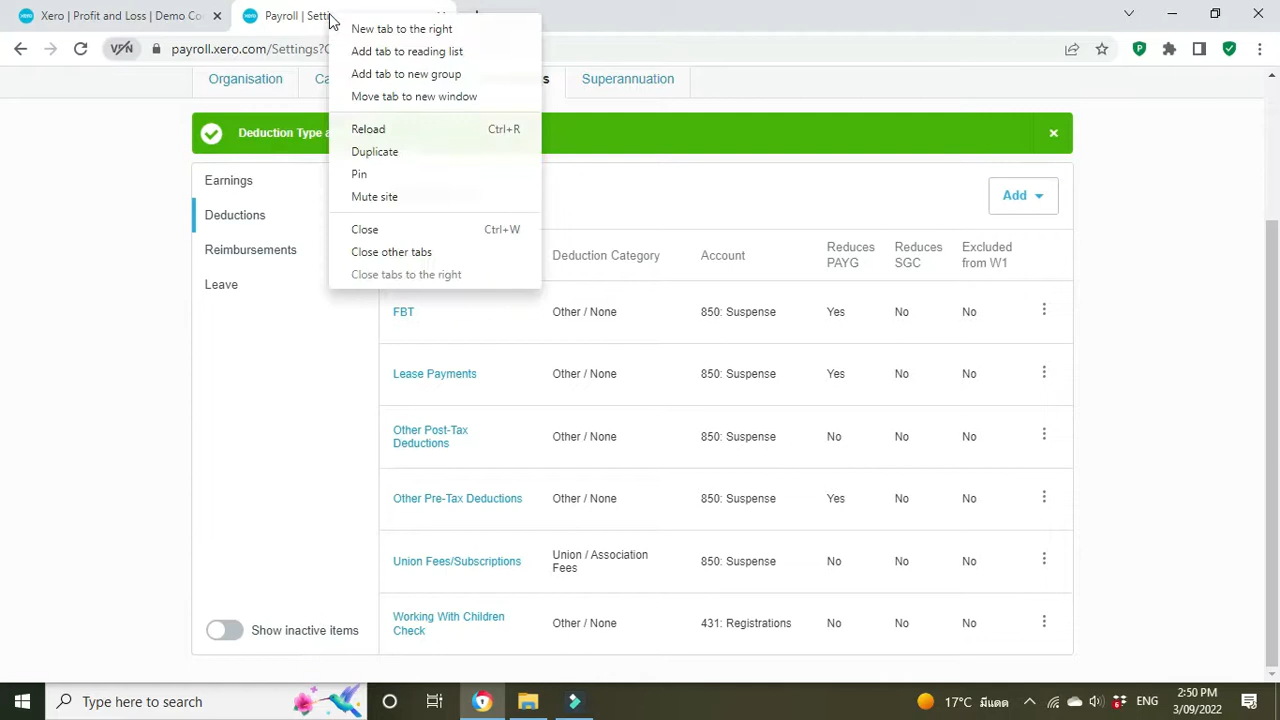 Xero | Profit and Loss | Demo Co
Payroll | Setti
payroll.xero.com/Settings?
New tab to the right
Add tab to reading list
Add tab to new group
Move tab to new window
Reload Ctrl+R
Duplicate
Pin
Mute site
Close Ctrl+W
Close other tabs
Close tabs to the right
Organisation
Ca
s
Superannuation
Deduction Type a
Earnings
Deductions
Reimbursements
Leave
Show inactive items
Add
Deduction Category
Account
Reduces
PAYG
Reduces
SGC
Excluded
from W1
FBT Other / None 850: Suspense Yes No No
Lease Payments Other / None 850: Suspense Yes No No
Other Post-Tax
Deductions
Other / None 850: Suspense No No No
Other Pre-Tax Deductions Other / None 850: Suspense Yes No No
Union Fees/Subscriptions
Union / Association
Fees
850: Suspense No No No
Working With Children
Check
Other / None 431: Registrations No No No
Type here to search
17°C มีแดด
ENG
2:50 PM
3/09/2022